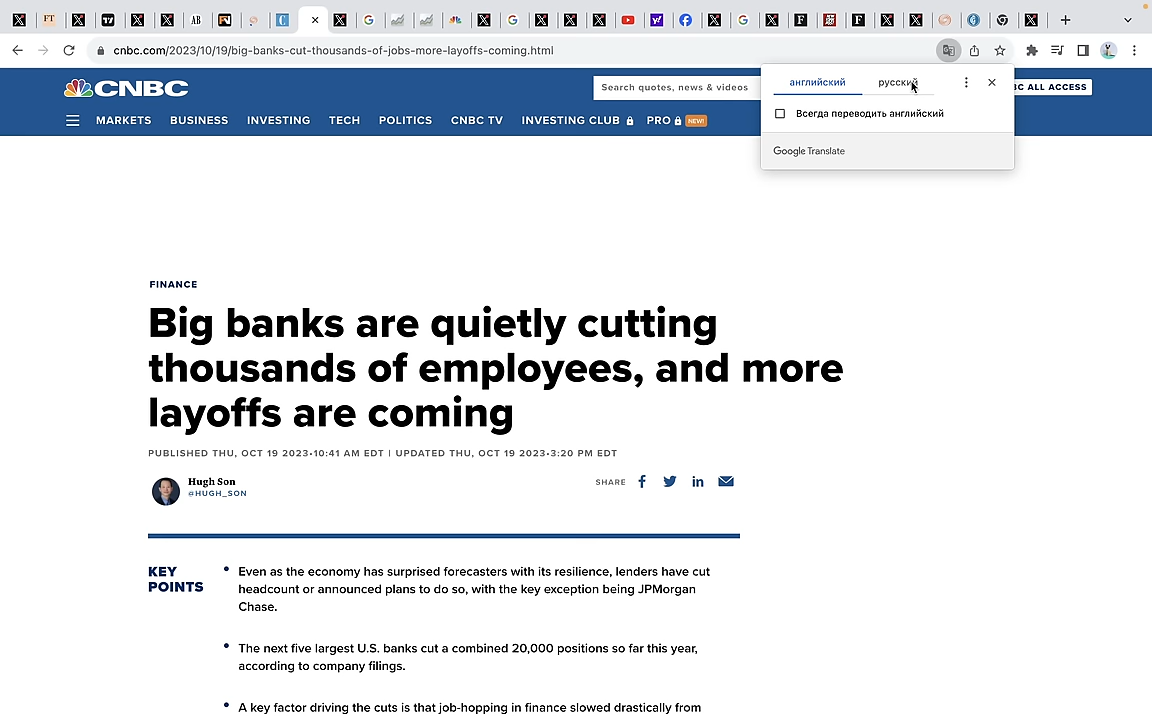 FT
AB
cnbc.com/2023/10/19/big-banks-cut-thousands-of-jobs-more-layoffs-coming.html
английский
русский
Всегда переводить английский
Google Translate
CNBC
Search quotes, news & videos
BC ALL ACCESS
MARKETS
BUSINESS
INVESTING
TECH
POLITICS
CNBC TV
INVESTING CLUB
PRO
NEW!
FINANCE
Big banks are quietly cutting
thousands of employees, and more
layoffs are coming
PUBLISHED THU, OCT 19 2023•10:41 AM EDT | UPDATED THU, OCT 19 2023•3:20 PM EDT
Hugh Son
@HUGH_SON
SHARE
KEY
POINTS
• Even as the economy has surprised forecasters with its resilience, lenders have cut
headcount or announced plans to do so, with the key exception being JPMorgan
Chase.
• The next five largest U.S. banks cut a combined 20,000 positions so far this year,
according to company filings.
• A key factor driving the cuts is that job-hopping in finance slowed drastically from